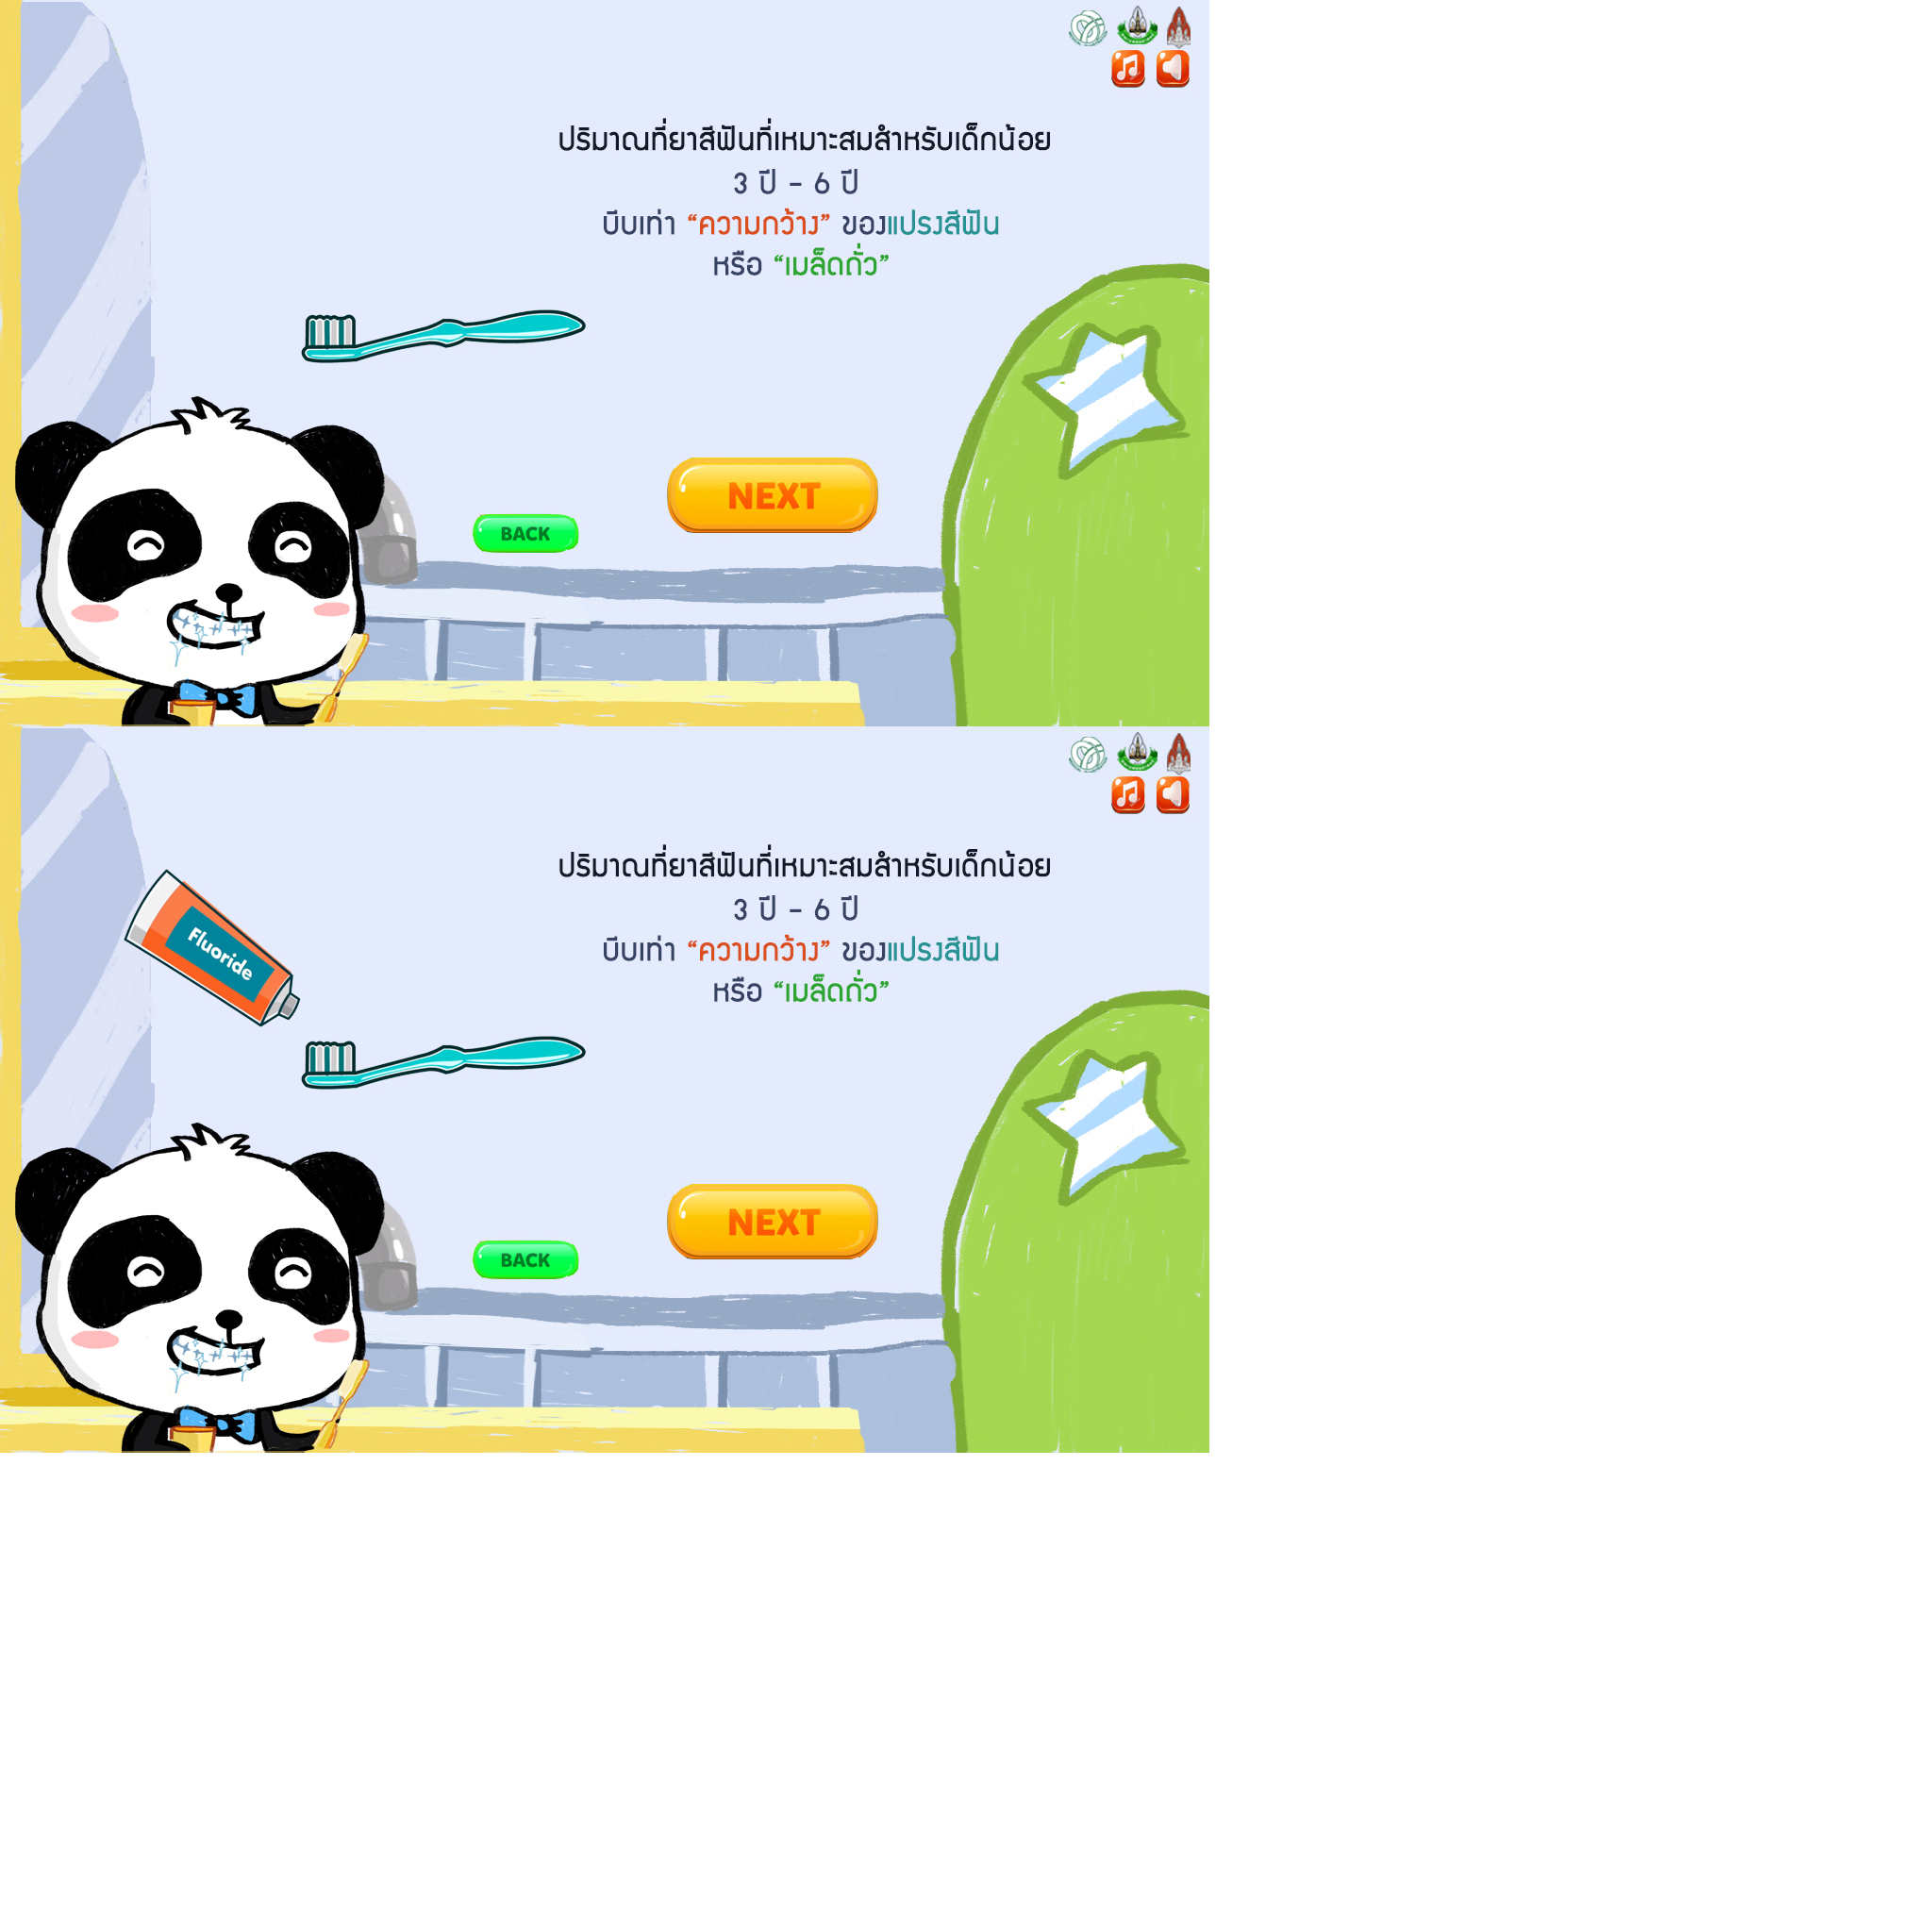 ปริมาณที่ยาสีฟันที่เหมาะสมสำหรับเด็กน้อย
3 ปี - 6 ปี
บีบเท่า “ความกว้าง” ของแปรงสีฟัน
หรือ “เมล็ดถั่ว”
NEXT
BACK
ปริมาณที่ยาสีฟันที่เหมาะสมสำหรับเด็กน้อย
Fluoride
3 ปี - 6 ปี
บีบเท่า “ความกว้าง” ของแปรงสีฟัน
หรือ “เมล็ดถั่ว”
NEXT
BACK